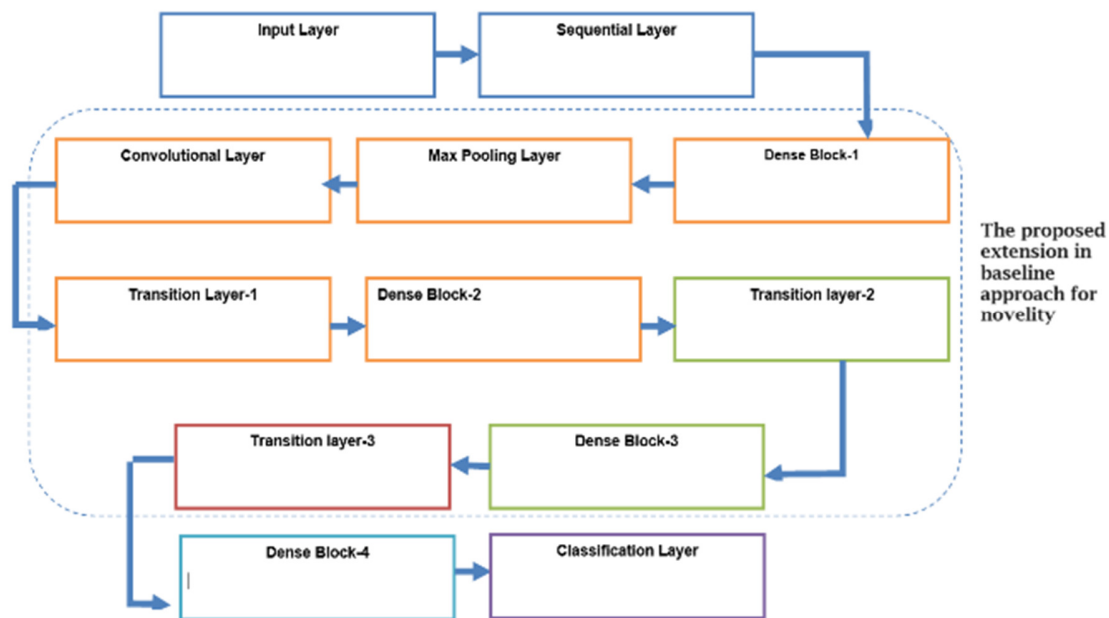 Input Layer
Sequential Layer
Convolutional Layer
Max Pooling Layer
Dense Block-1
The proposed
extension in
baseline
approach for
novelity
Transition Layer-1
Dense Block-2
Transition layer-2
Transition layer-3
Dense Block-3
Dense Block-4
Classification Layer